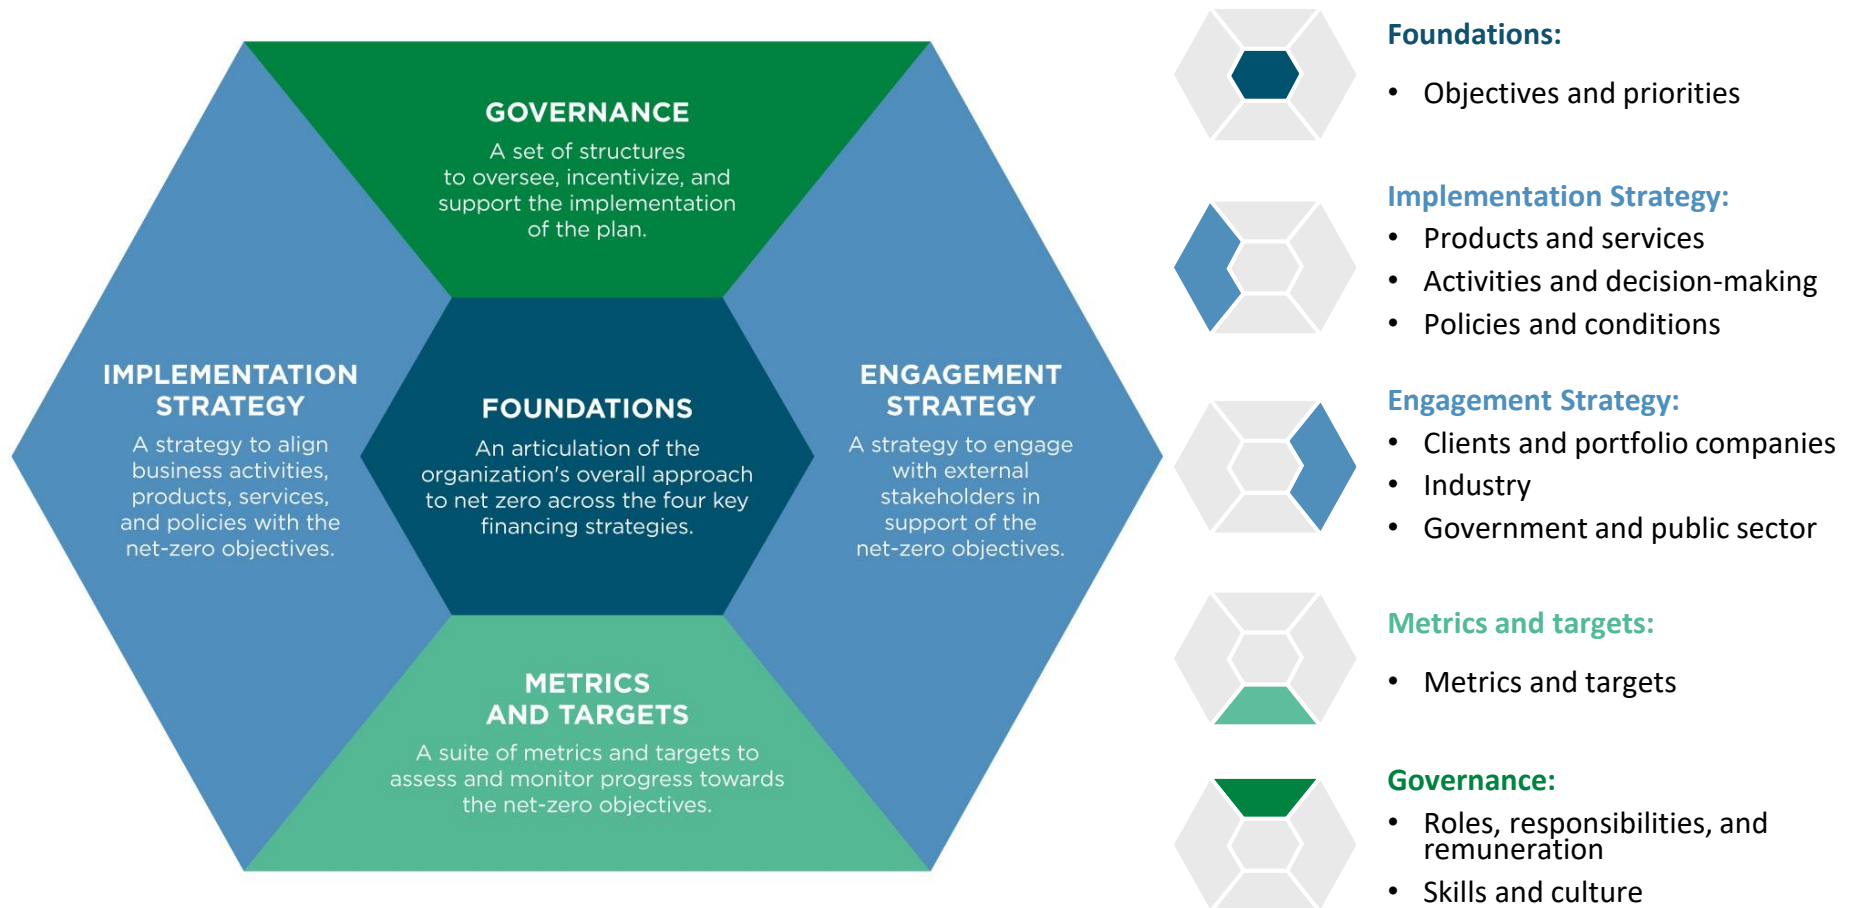 GOVERNANCE
A set of structures
to oversee, incentivize, and
support the implementation
of the plan.
IMPLEMENTATION
STRATEGY
A strategy to align
business activities,
products, services,
and policies with the
net-zero objectives.
FOUNDATIONS
An articulation of the
organization's overall approach
to net zero across the four key
financing strategies.
ENGAGEMENT
STRATEGY
A strategy to engage
with external
stakeholders in
support of the
net-zero objectives.
METRICS
AND TARGETS
A suite of metrics and targets to
assess and monitor progress towards
the net-zero objectives.
Foundations:
• Objectives and priorities
Implementation Strategy:
• Products and services
• Activities and decision-making
• Policies and conditions
Engagement Strategy:
• Clients and portfolio companies
• Industry
• Government and public sector
Metrics and targets:
• Metrics and targets
Governance:
• Roles, responsibilities, and
remuneration
• Skills and culture